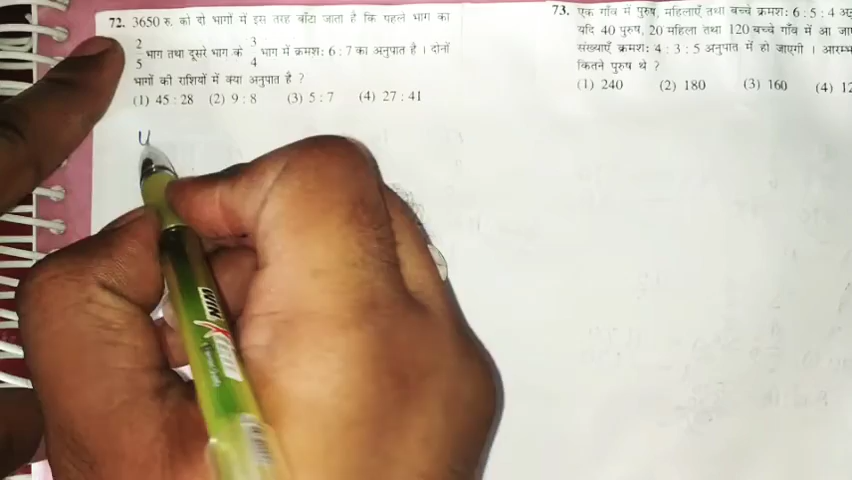 72. 3650 रु. को दो भागों में इस तरह बाँटा जाता है कि पहले भाग का
2/5 भाग तथा दूसरे भाग के 3/4 भाग में क्रमश: 6 : 7 का अनुपात है । दोनों
भागों की राशियों में क्या अनुपात है ?
(1) 45 : 28 (2) 9 : 8 (3) 5 : 7 (4) 27 : 41
73. एक गाँव में पुरुष, महिलाएँ तथा बच्चे क्रमश: 6 : 5 : 4
यदि 40 पुरुष, 20 महिला तथा 120 बच्चे गाँव में आ
संख्याएँ क्रमश: 4 : 3 : 5 अनुपात में हो जाएगी ।
कितने पुरुष थे ?
(1) 240 (2) 180 (3) 160 (4)
WIN